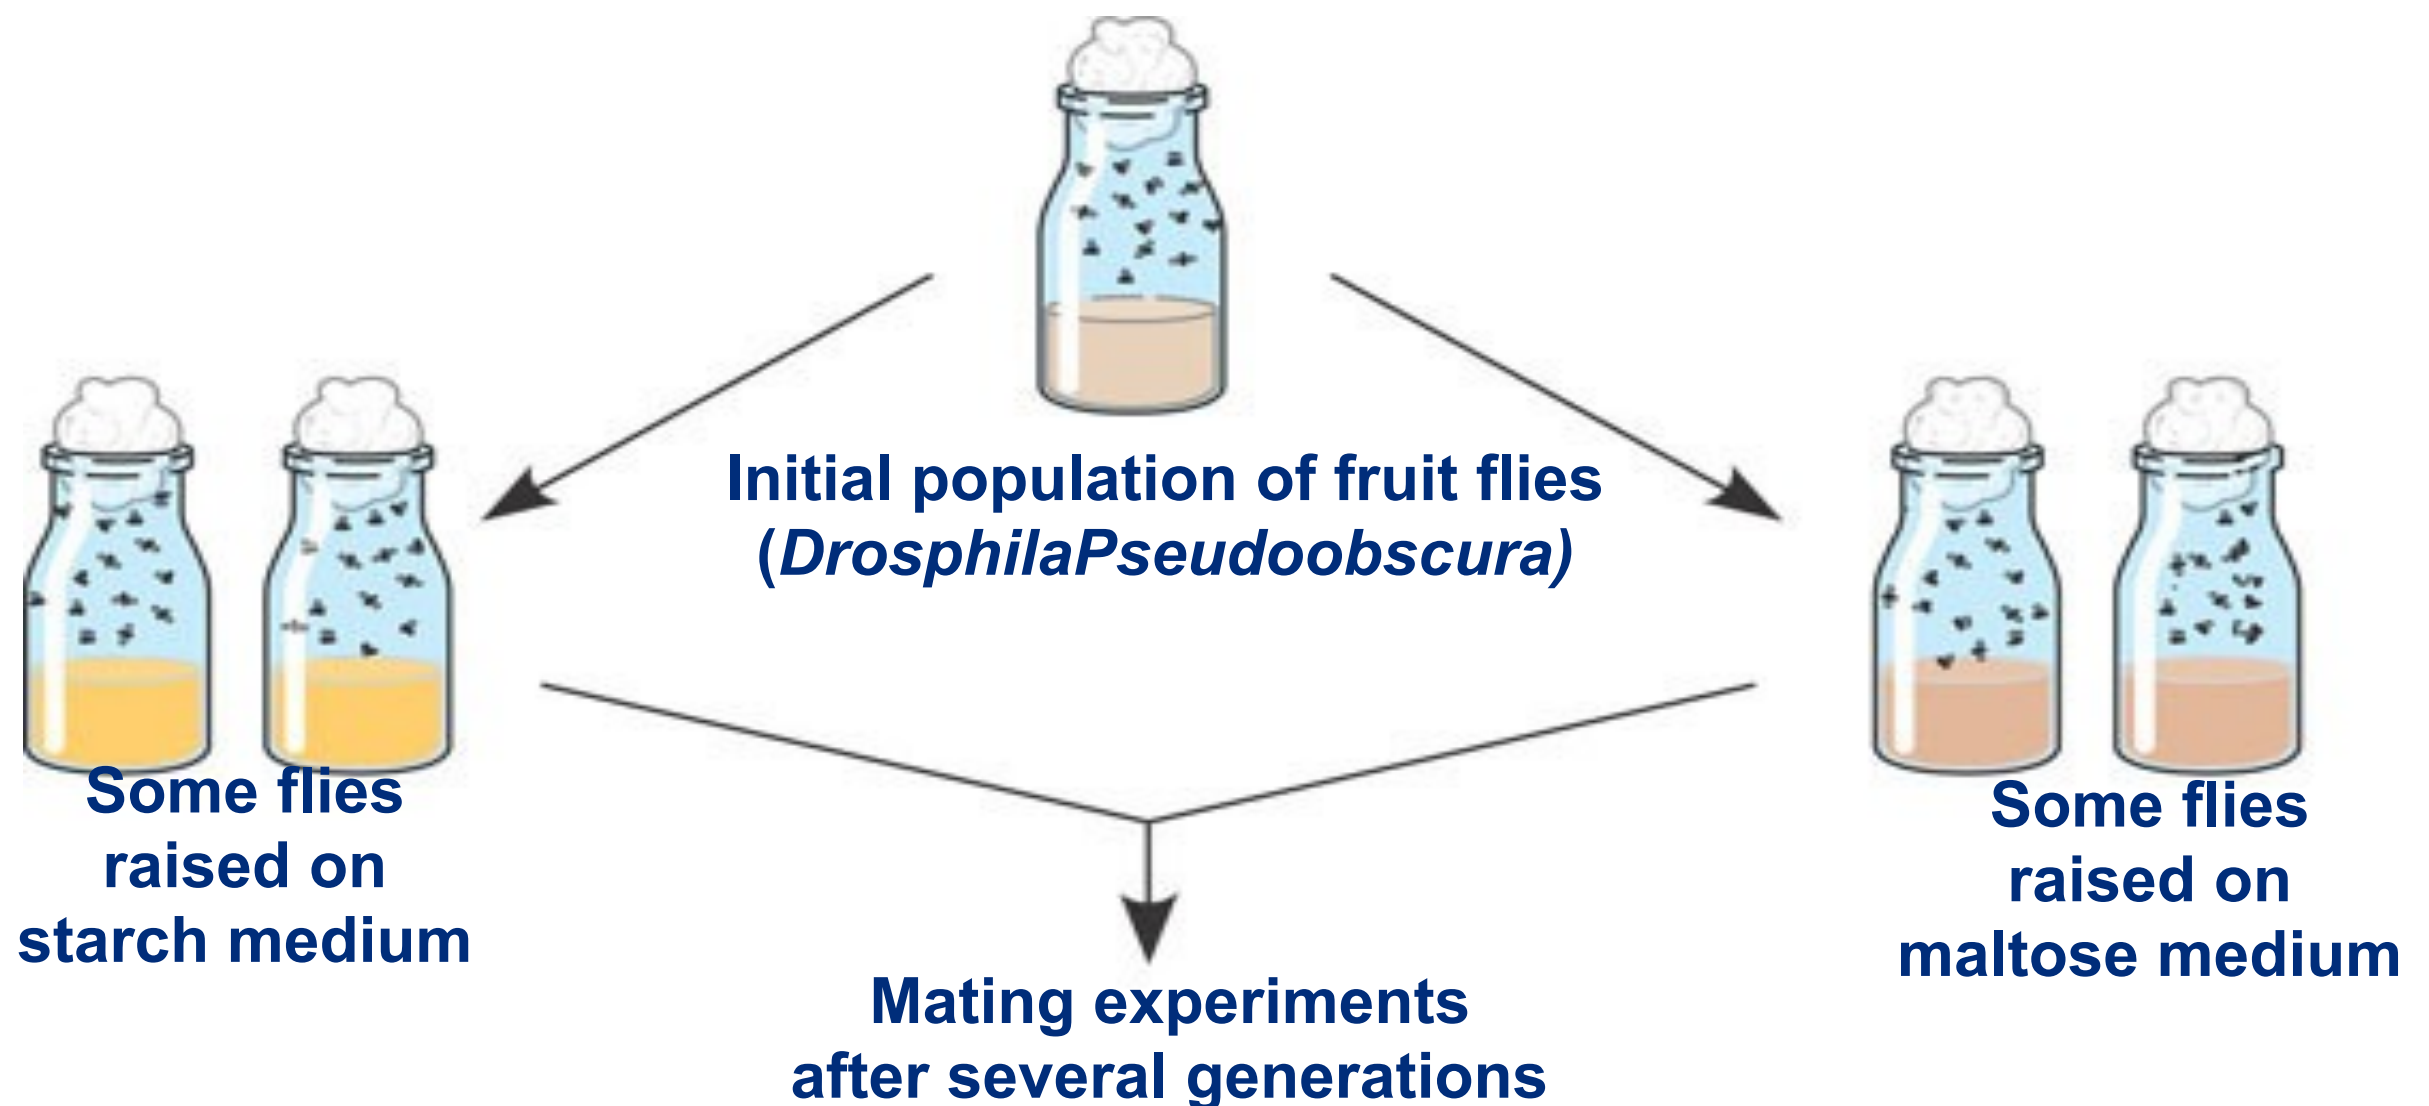 Initial population of fruit flies
(DrosphilaPseudoobscura)
Some flies
raised on
starch medium
Some flies
raised on
maltose medium
Mating experiments
after several generations